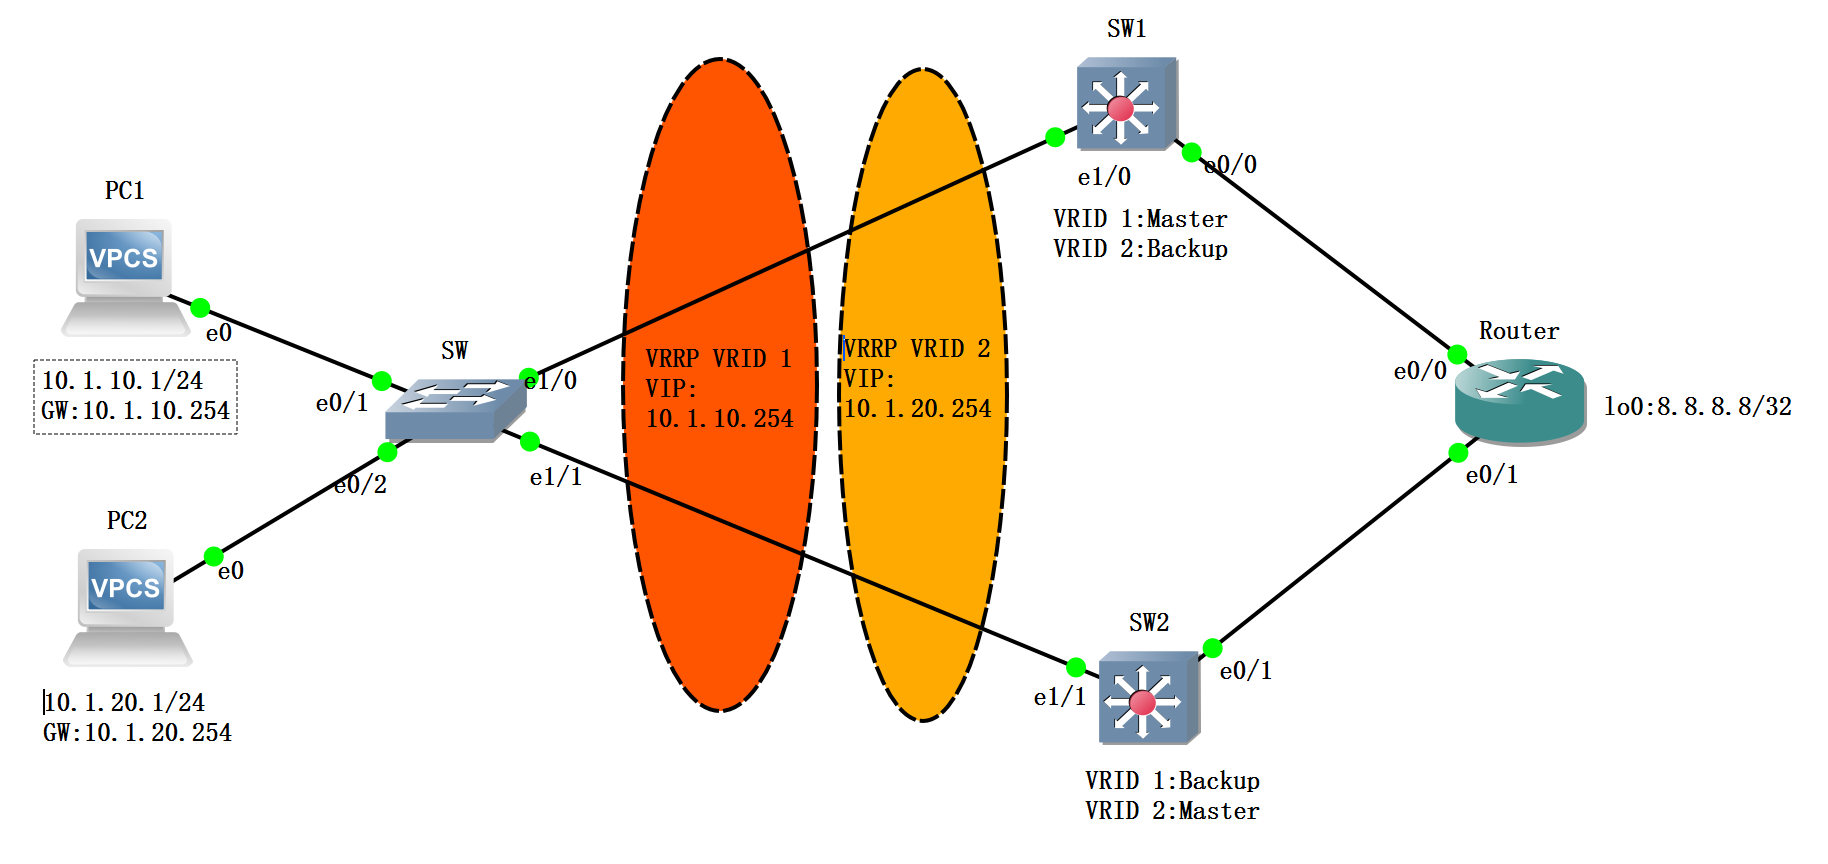 SW1
e1/0
e0/0
VRID 1:Master
VRID 2:Backup
PC1
VPCS
e0
10.1.10.1/24
GW:10.1.10.254
SW
e0/1
e1/0
e0/2
e1/1
VRRP VRID 1
VIP:
10.1.10.254
VRRP VRID 2
VIP:
10.1.20.254
Router
e0/0
lo0:8.8.8.8/32
e0/1
PC2
VPCS
e0
10.1.20.1/24
GW:10.1.20.254
SW2
e1/1
e0/1
VRID 1:Backup
VRID 2:Master